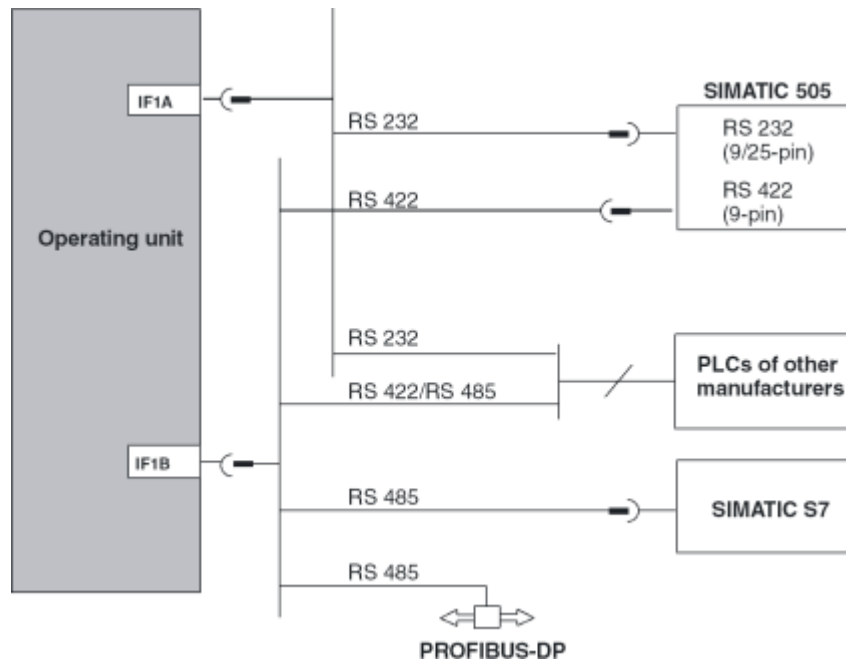 IF1A
SIMATIC 505
RS 232
RS 232
(9/25-pin)
RS 422
RS 422
(9-pin)
Operating unit
RS 232
PLCs of other
manufacturers
RS 422/RS 485
IF1B
RS 485
SIMATIC S7
RS 485
PROFIBUS-DP